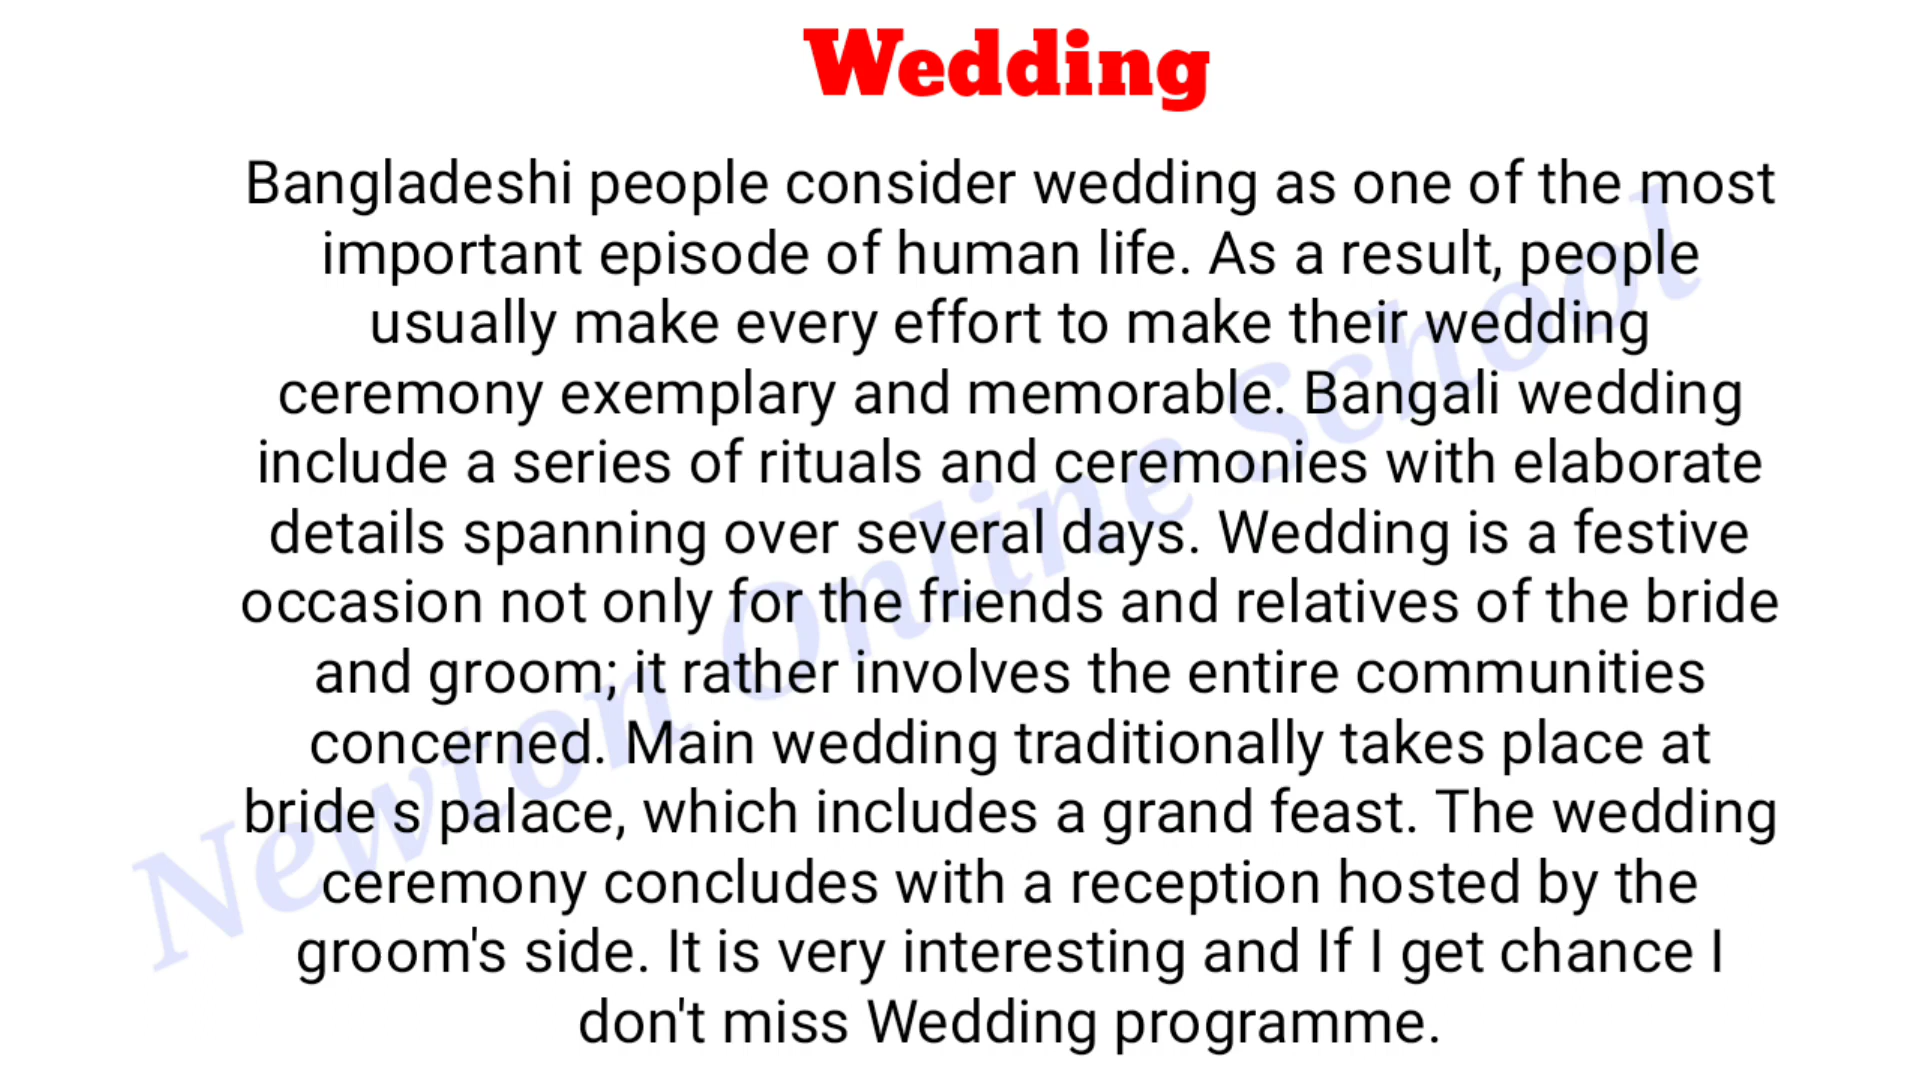 Wedding
Bangladeshi people consider wedding as one of the most
important episode of human life. As a result, people
usually make every effort to make their wedding
ceremony exemplary and memorable. Bangali wedding
include a series of rituals and ceremonies with elaborate
details spanning over several days. Wedding is a festive
occasion not only for the friends and relatives of the bride
and groom; it rather involves the entire communities
concerned. Main wedding traditionally takes place at
bride s palace, which includes a grand feast. The wedding
ceremony concludes with a reception hosted by the
groom's side. It is very interesting and If I get chance I
don't miss Wedding programme.
Newton Online School